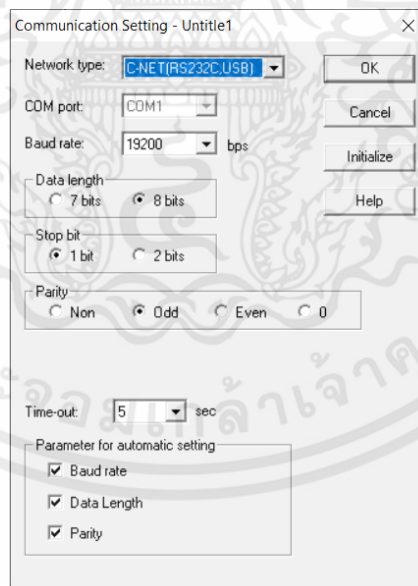 Communication Setting - Untitle1
Network type: C-NET(RS232C,USB) OK
COM port: COM1 Cancel
Baud rate: 19200 bps Initialize
Data length Help
7 bits 8 bits
Stop bit
1 bit 2 bits
Parity
Non Odd Even 0
Time-out: 5 sec
Parameter for automatic setting
Baud rate
Data Length
Parity